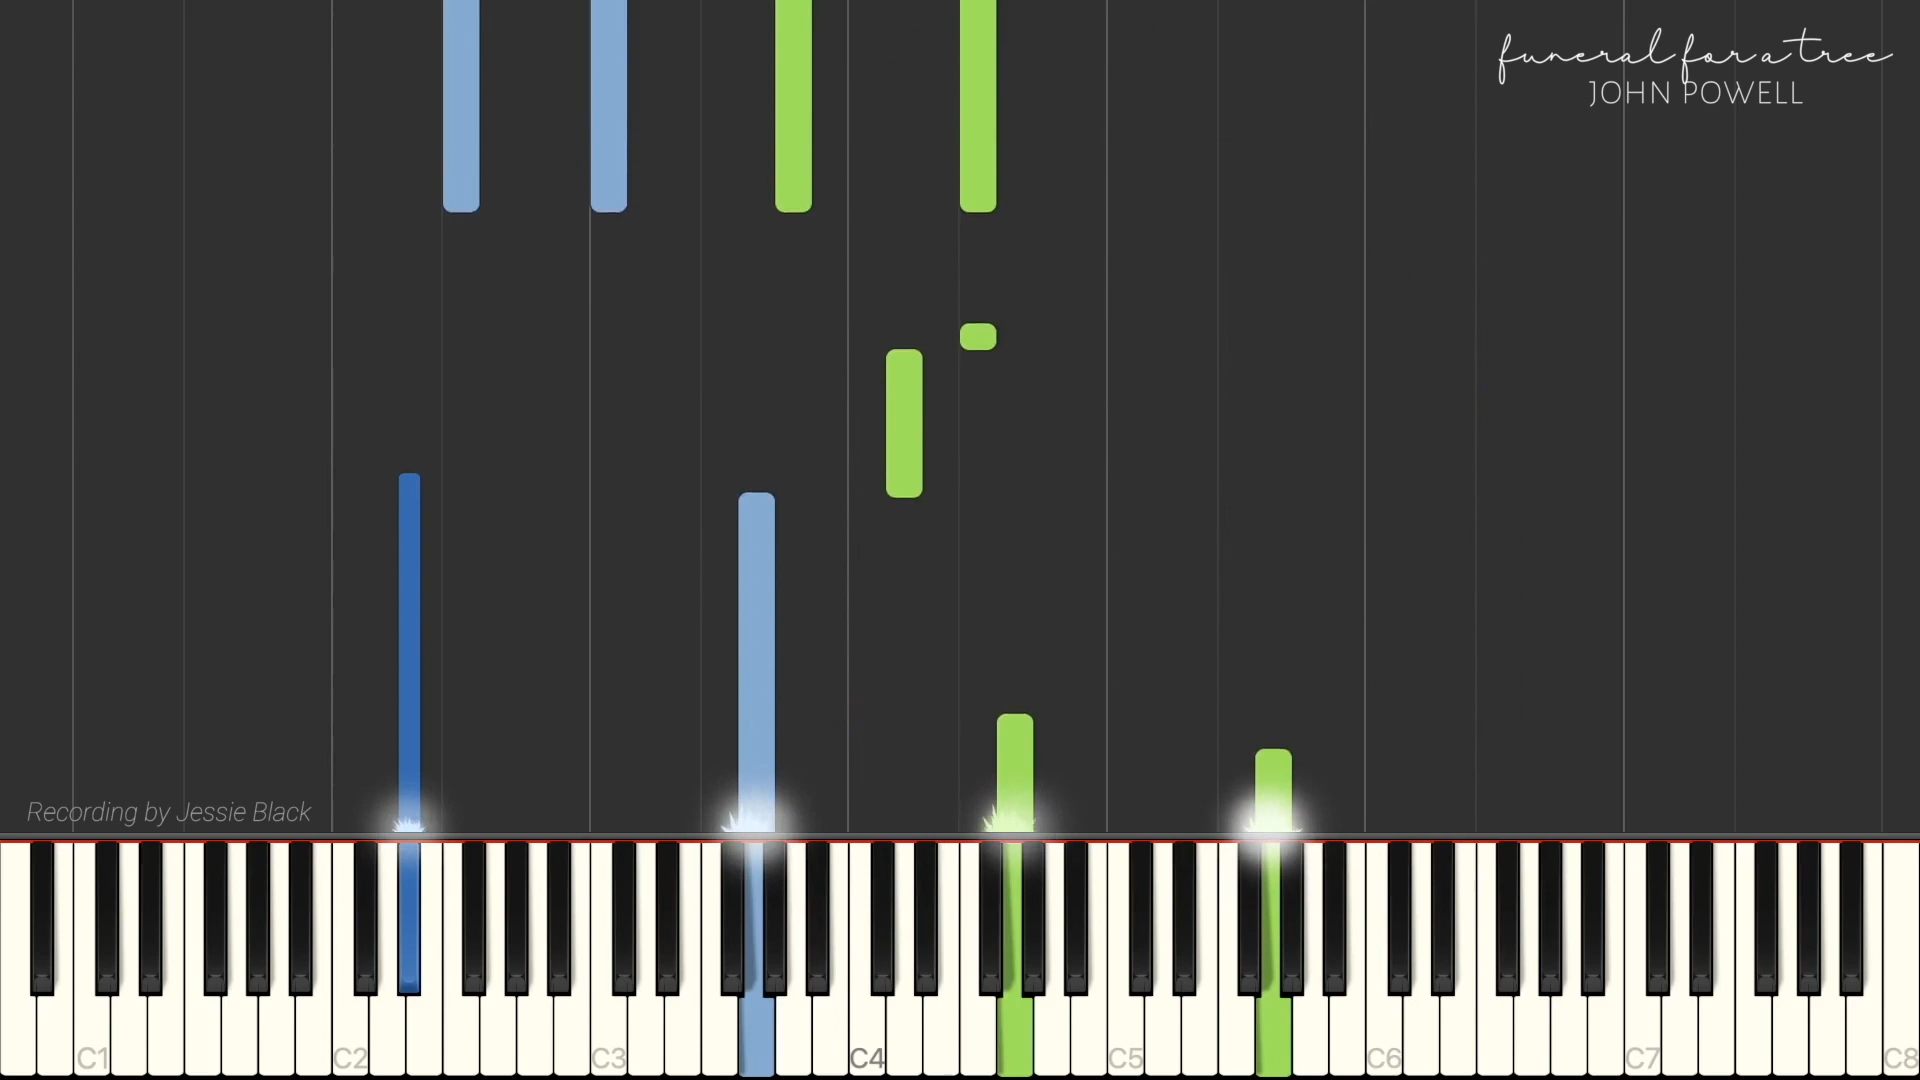 funeral for a tree
JOHN POWELL
Recording by Jessie Black
C1 C2 C3 C4 C5 C6 C7 C8